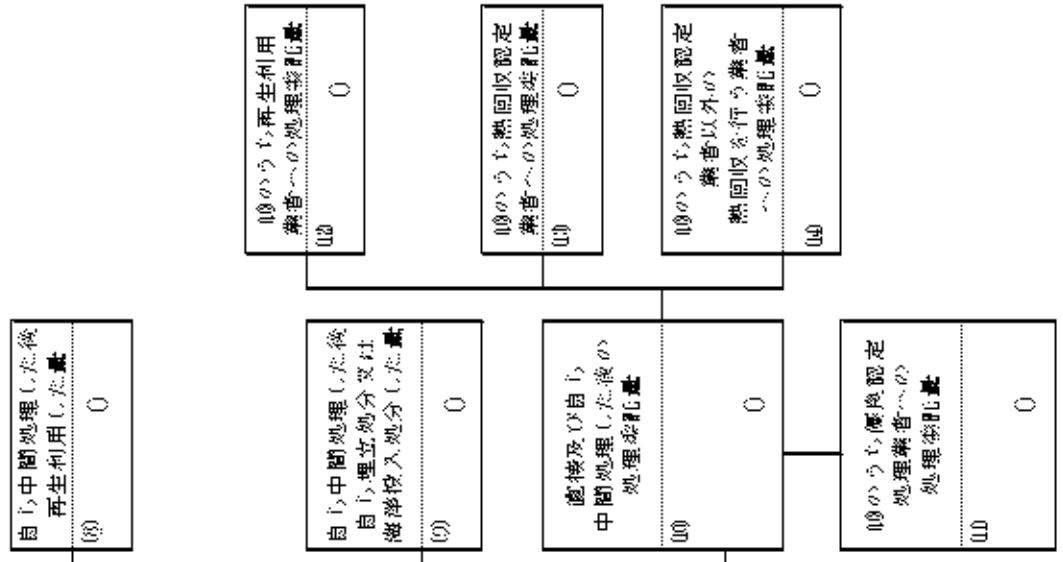 自ら中間処理した後
再生利用した量
⑧
0
自ら中間処理した後
自ら埋立処分又は
海洋投入処分した量
⑨
0
直接及び自ら
中間処理した後の
処理委託量
⑩
0
⑩のうち優良認定
処理業者への
処理委託量
⑪
0
⑩のうち再生利用
業者への処理委託量
⑫
0
⑩のうち熱回収認定
業者への処理委託量
⑬
0
⑩のうち熱回収認定
業者以外の
熱回収を行う業者
への処理委託量
⑭
0